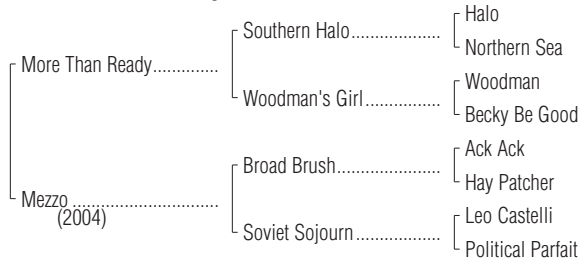 Halo
Southern Halo...................
Northern Sea
More Than Ready..............
Woodman
Woodman's Girl................
Becky Be Good
Ack Ack
Broad Brush......................
Hay Patcher
Mezzo ...............................
(2004)
Leo Castelli
Soviet Sojourn..................
Political Parfait